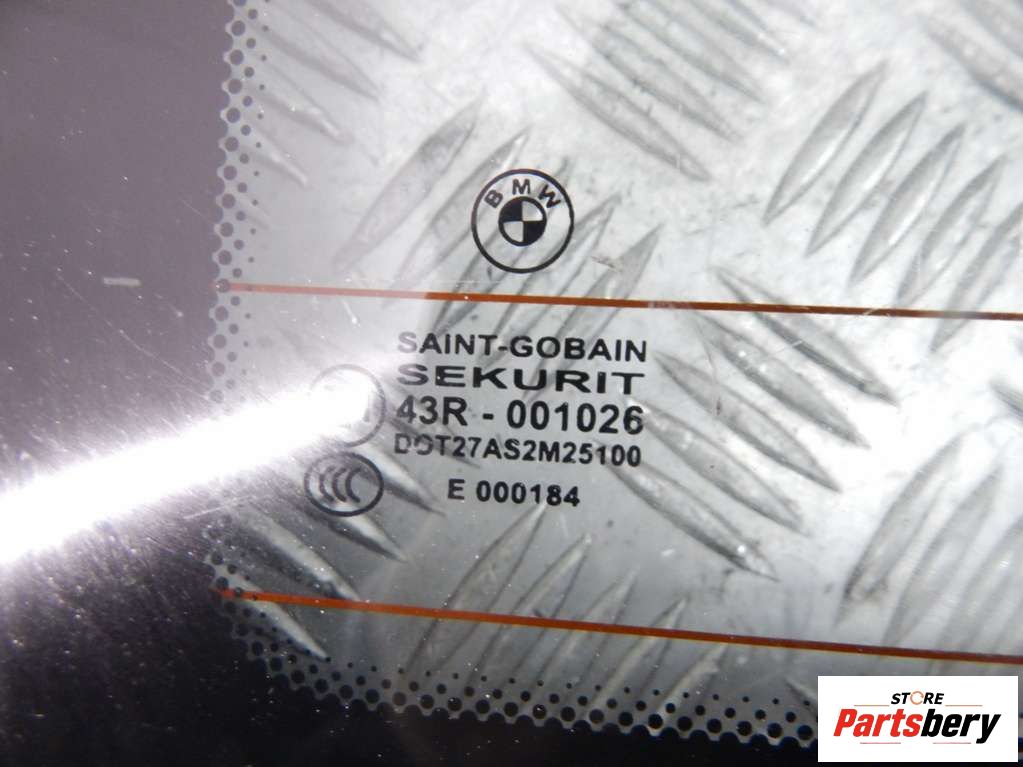 BMW
SAINT-GOBAIN
SEKURIT
43R - 001026
DOT27AS2M25100
E 000184
STORE
Partsbery